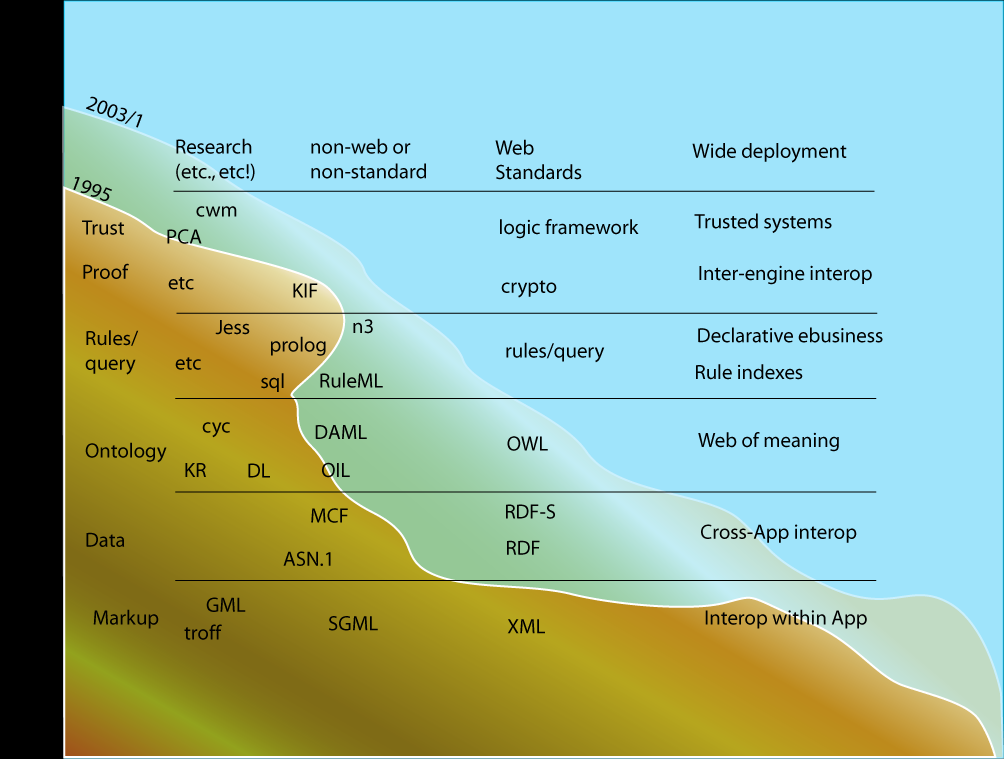 2003/1
Research
(etc., etc!)
non-web or
non-standard
Web
Standards
Wide deployment
1995
Trust
cwm
PCA
logic framework
Trusted systems
Proof
etc
KIF
crypto
Inter-engine interop
Rules/
query
Jess
n3
prolog
etc
sql
RuleML
rules/query
Declarative ebusiness
Rule indexes
Ontology
cyc
DAML
KR
DL
OIL
OWL
Web of meaning
Data
MCF
ASN.1
RDF-S
RDF
Cross-App interop
Markup
GML
troff
SGML
XML
Interop within App